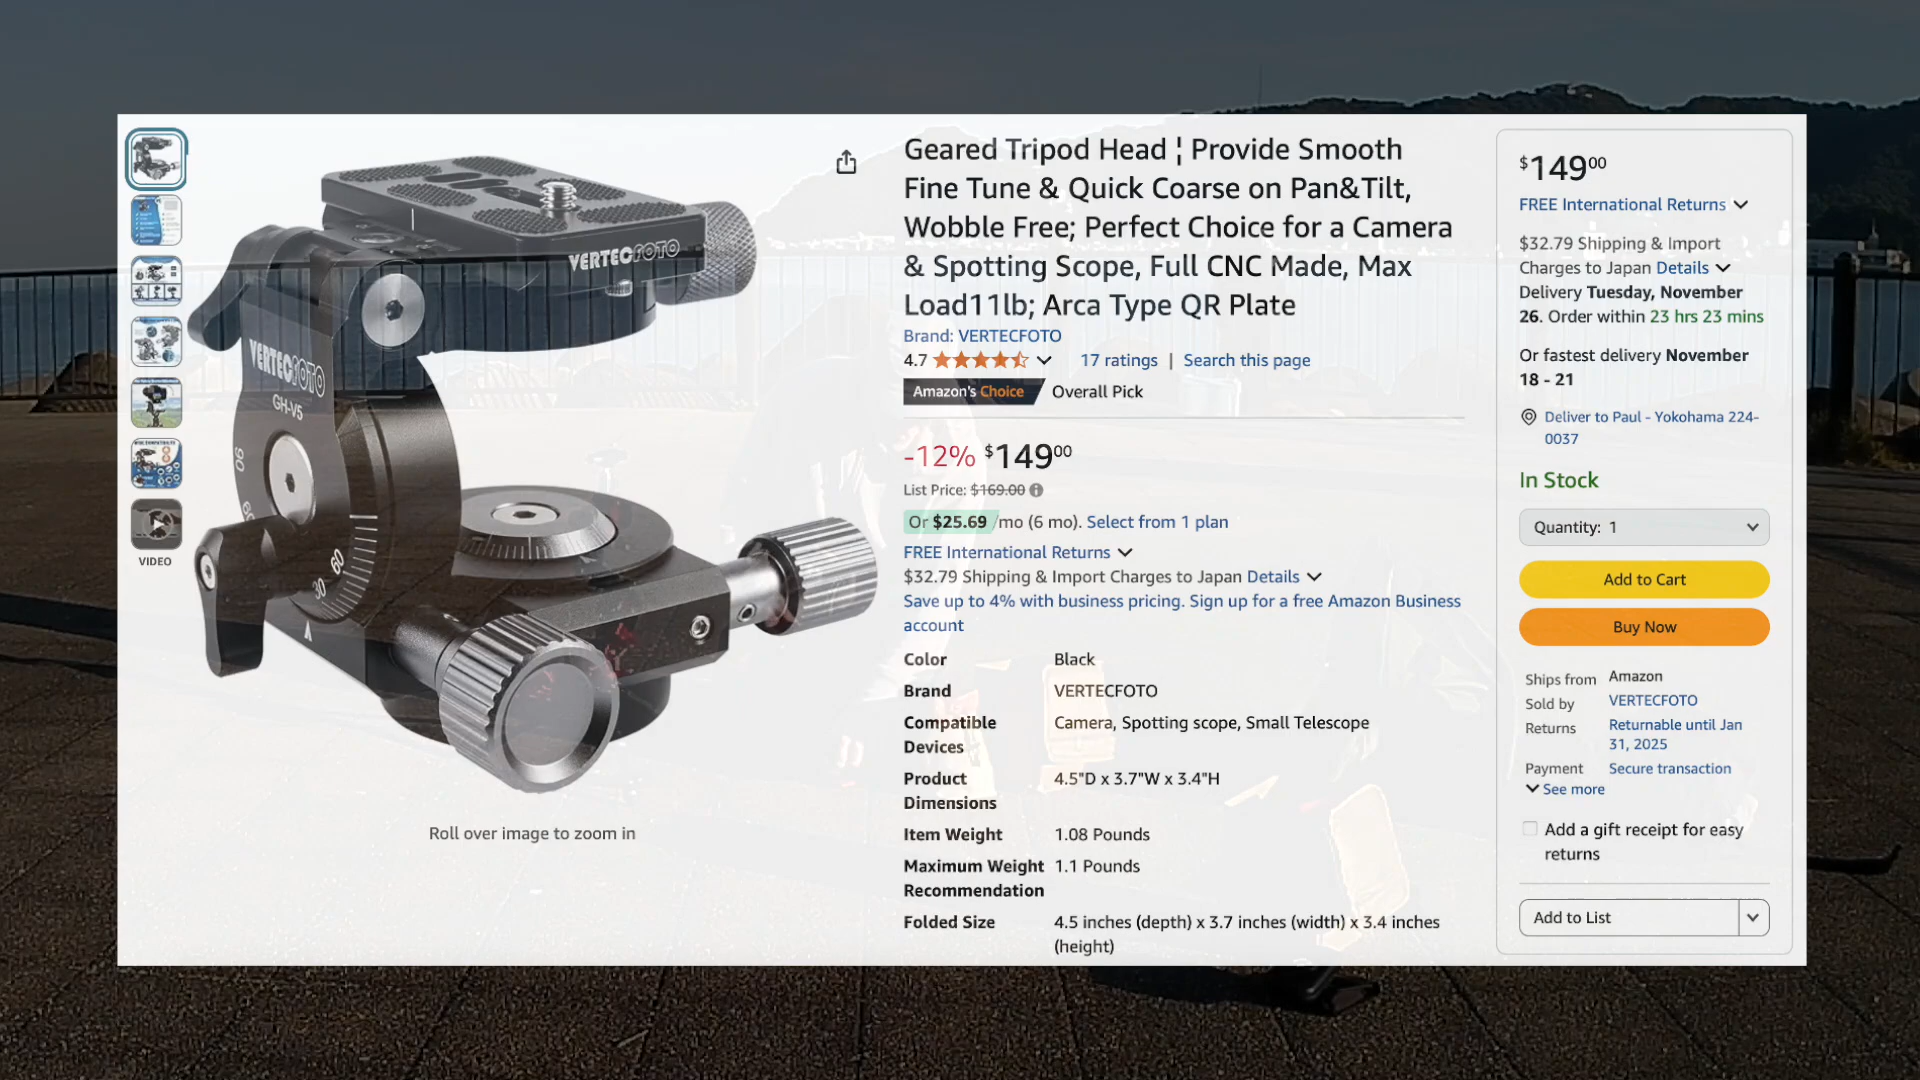 VERTECFOTO
VERTECFOTO
GH-V5
90
60
60
30
VIDEO
Roll over image to zoom in
Geared Tripod Head ¦ Provide Smooth
Fine Tune & Quick Coarse on Pan&Tilt,
Wobble Free; Perfect Choice for a Camera
& Spotting Scope, Full CNC Made, Max
Load11lb; Arca Type QR Plate
Brand: VERTECFOTO
4.7 17 ratings | Search this page
Amazon's Choice Overall Pick
-12% $149 00
List Price: $169.00
Or $25.69 /mo (6 mo). Select from 1 plan
FREE International Returns
$32.79 Shipping & Import Charges to Japan Details
Save up to 4% with business pricing. Sign up for a free Amazon Business
account
Color Black
Brand VERTECFOTO
Compatible Devices Camera, Spotting scope, Small Telescope
Product Dimensions 4.5"D x 3.7"W x 3.4"H
Item Weight 1.08 Pounds
Maximum Weight Recommendation 1.1 Pounds
Folded Size 4.5 inches (depth) x 3.7 inches (width) x 3.4 inches
(height)
$149 00
FREE International Returns
$32.79 Shipping & Import
Charges to Japan Details
Delivery Tuesday, November
26. Order within 23 hrs 23 mins
Or fastest delivery November
18 - 21
Deliver to Paul - Yokohama 224-
0037
In Stock
Quantity: 1
Add to Cart
Buy Now
Ships from Amazon
Sold by VERTECFOTO
Returns Returnable until Jan
31, 2025
Payment Secure transaction
See more
Add a gift receipt for easy
returns
Add to List